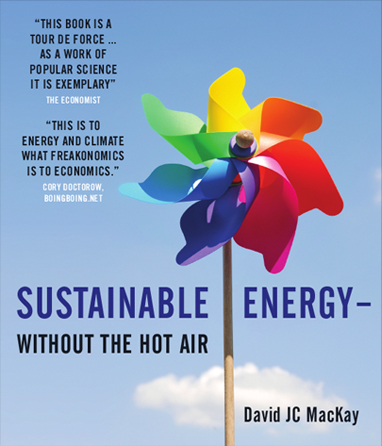 “THIS BOOK IS A
TOUR DE FORCE ...
AS A WORK OF
POPULAR SCIENCE
IT IS EXEMPLARY”
THE ECONOMIST
“THIS IS TO
ENERGY AND CLIMATE
WHAT FREAKONOMICS
IS TO ECONOMICS.”
CORY DOCTOROW,
BOINGBOING.NET
SUSTAINABLE ENERGY–
WITHOUT THE HOT AIR
David JC MacKay